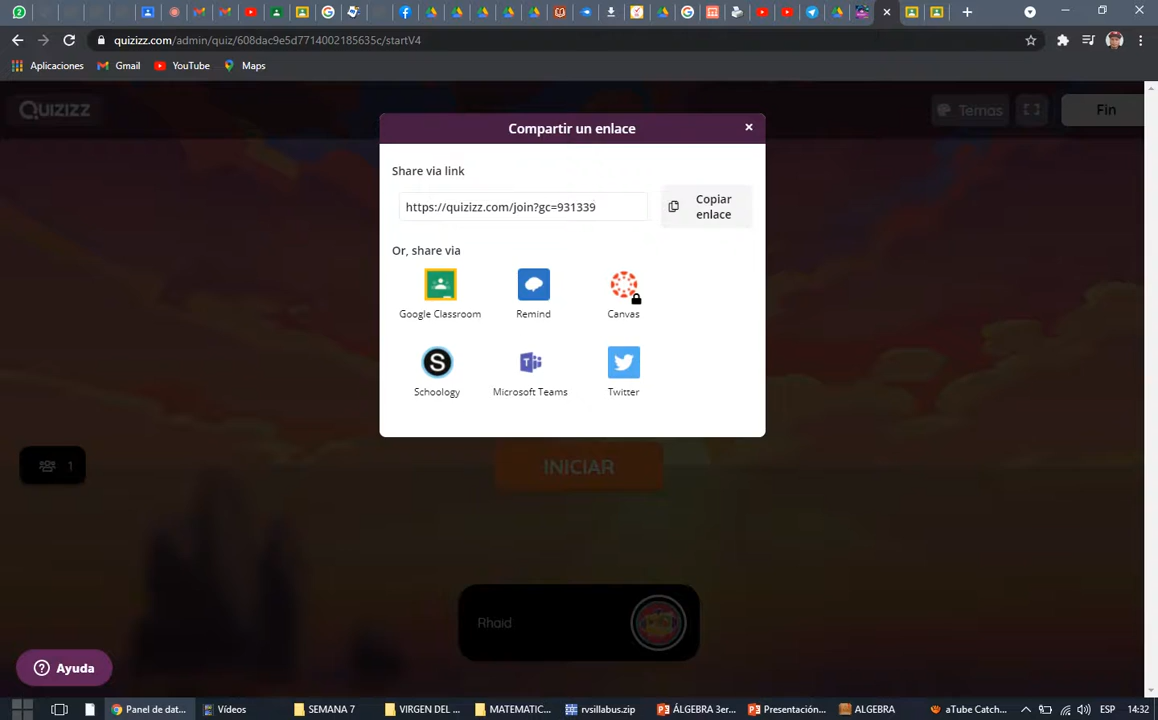 quizizz.com/admin/quiz/608dac9e5d7714002185635c/startV4
Aplicaciones Gmail YouTube Maps
Quizizz Temas Fin
Compartir un enlace ×
Share via link
https://quizizz.com/join?gc=931339
Copiar
enlace
Or, share via
Google Classroom Remind Canvas
Schoology Microsoft Teams Twitter
1
INICIAR
Rhaid
? Ayuda
Panel de dat... Vídeos SEMANA 7 VIRGEN DEL ... MATEMATIC... rvsillabus.zip ÁLGEBRA 3er... Presentación... ALGEBRA aTube Catch... ESP 14:32